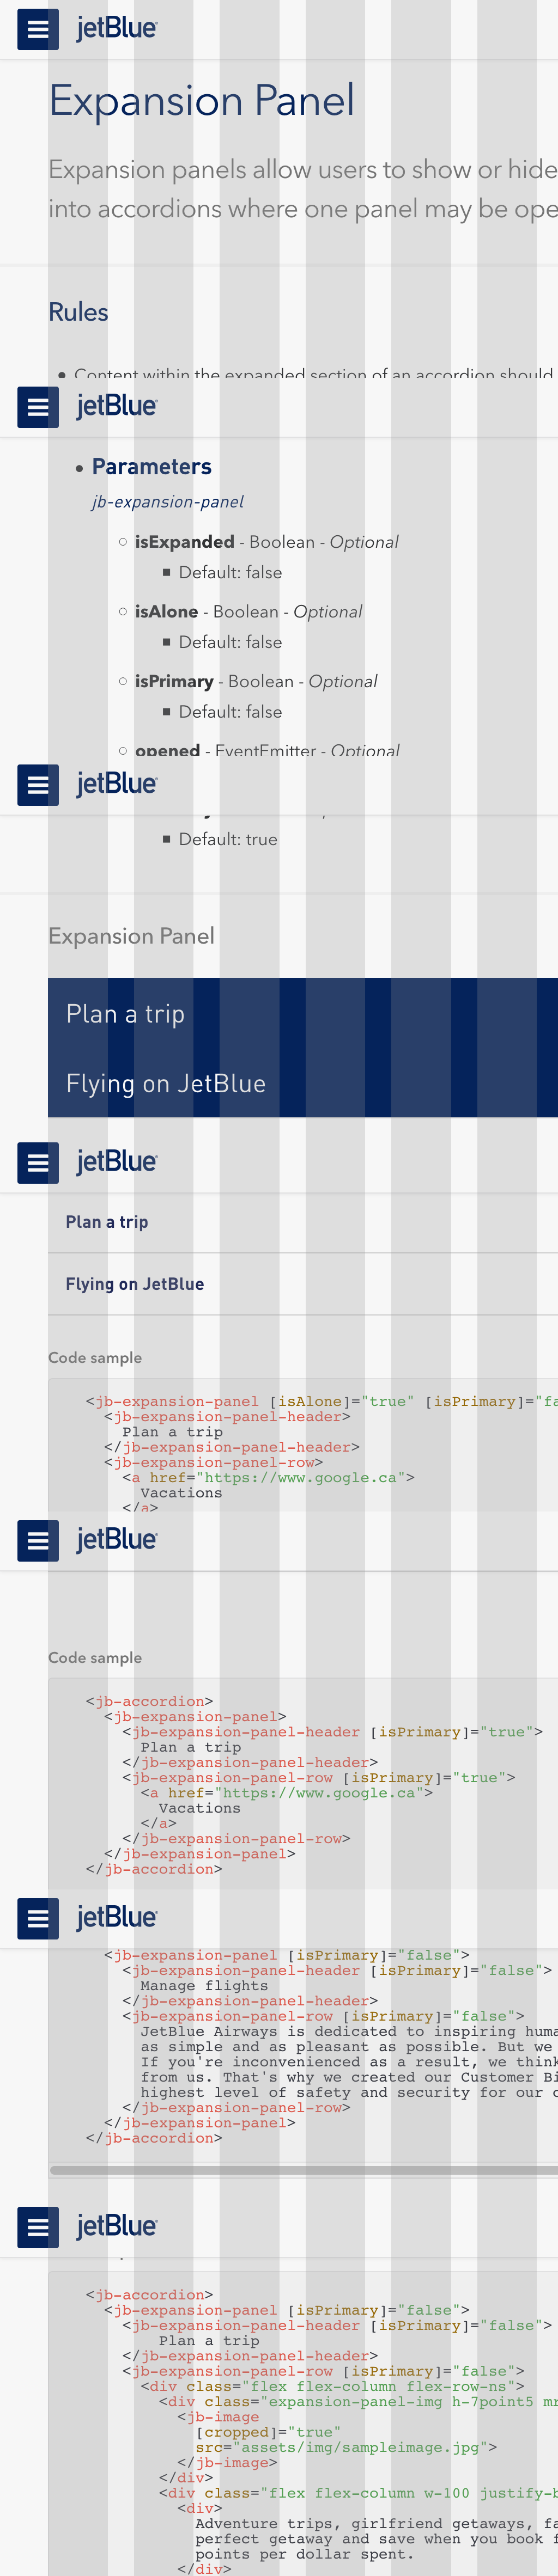 jetBlue
Expansion Panel
Expansion panels allow users to show or hide
into accordions where one panel may be ope
Rules
• Content within the expanded section of an accordion should
jetBlue
• Parameters
jb-expansion-panel
isExpanded - Boolean - Optional
Default: false
isAlone - Boolean - Optional
Default: false
isPrimary - Boolean - Optional
Default: false
opened - EventEmitter - Optional
jetBlue
Default: true
Expansion Panel
Plan a trip
Flying on JetBlue
jetBlue
Plan a trip
Flying on JetBlue
Code sample
<jb-expansion-panel [isAlone]="true" [isPrimary]="fa
<jb-expansion-panel-header>
Plan a trip
</jb-expansion-panel-header>
<jb-expansion-panel-row>
<a href="https://www.google.ca">
Vacations
</a>
jetBlue
Code sample
<jb-accordion>
<jb-expansion-panel>
<jb-expansion-panel-header [isPrimary]="true">
Plan a trip
</jb-expansion-panel-header>
<jb-expansion-panel-row [isPrimary]="true">
<a href="https://www.google.ca">
Vacations
</a>
</jb-expansion-panel-row>
</jb-expansion-panel>
</jb-accordion>
jetBlue
<jb-expansion-panel [isPrimary]="false">
<jb-expansion-panel-header [isPrimary]="false">
Manage flights
</jb-expansion-panel-header>
<jb-expansion-panel-row [isPrimary]="false">
JetBlue Airways is dedicated to inspiring huma
as simple and as pleasant as possible. But we
If you're inconvenienced as a result, we think
from us. That's why we created our Customer Bi
highest level of safety and security for our c
</jb-expansion-panel-row>
</jb-expansion-panel>
</jb-accordion>
jetBlue
<jb-accordion>
<jb-expansion-panel [isPrimary]="false">
<jb-expansion-panel-header [isPrimary]="false">
Plan a trip
</jb-expansion-panel-header>
<jb-expansion-panel-row [isPrimary]="false">
<div class="flex flex-column flex-row-ns">
<div class="expansion-panel-img h-7point5 mr
<jb-image
[cropped]="true"
src="assets/img/sampleimage.jpg">
</jb-image>
</div>
<div class="flex flex-column w-100 justify-b
<div>
Adventure trips, girlfriend getaways, fa
perfect getaway and save when you book f
points per dollar spent.
</div>